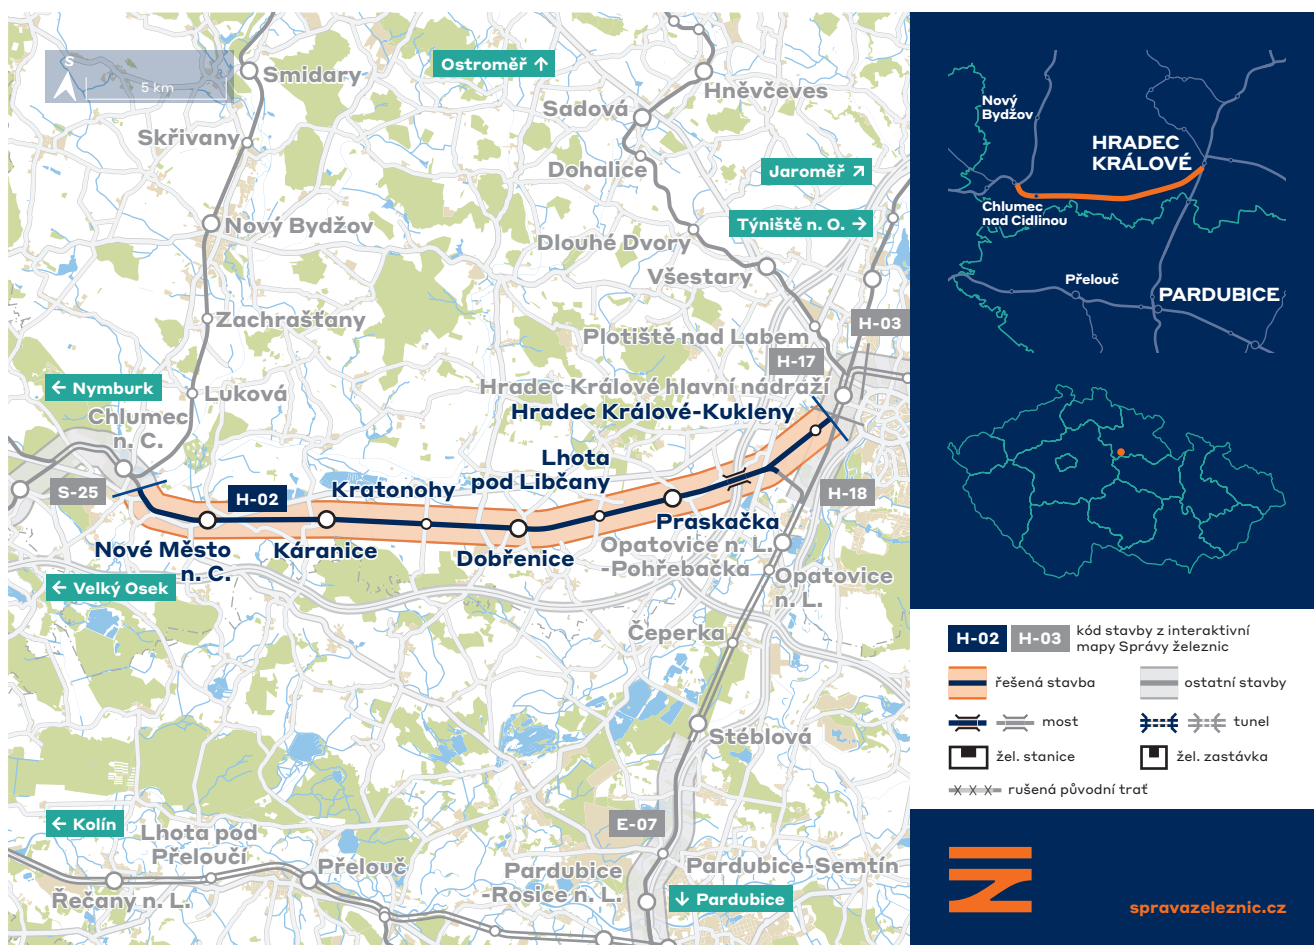 S
5 km
Ostroměř ↑
Smidary
Hněvčeves
Sadová
Skřivany
Dohalice
Jaroměř ↗
Týniště n. O. →
Nový Bydžov
Dlouhé Dvory
Všestary
Zachrašťany
Plotiště nad Labem
H-03
H-17
← Nymburk
Luková
Hradec Králové hlavní nádraží
Chlumec
n. C.
Hradec Králové-Kukleny
Lhota
pod Libčany
S-25
H-02
Kratonohy
H-18
Praskačka
Nové Město
n. C.
Káranice
Dobřenice
Opatovice n. L.
-Pohřebačka
← Velký Osek
Opatovice
n. L.
Čeperka
Stéblová
← Kolín
E-07
Lhota pod
Přeloučí
Přelouč
Řečany n. L.
Pardubice
-Rosice n. L.
Pardubice-Semtín
↓ Pardubice
Nový
Bydžov
HRADEC
KRÁLOVÉ
Chlumec
nad Cidlinou
Přelouč
PARDUBICE
H-02 H-03 kód stavby z interaktivní
mapy Správy železnic
řešená stavba
ostatní stavby
most
tunel
žel. stanice
žel. zastávka
rušená původní trať
spravazeleznic.cz